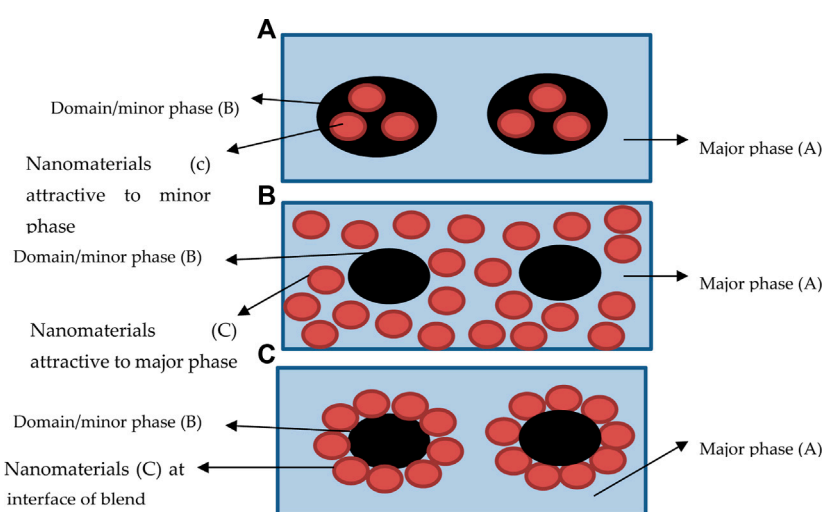 A
Domain/minor phase (B)
Nanomaterials (c)
attractive to minor
phase
Major phase (A)
B
Domain/minor phase (B)
Major phase (A)
Nanomaterials (C)
attractive to major phase
C
Domain/minor phase (B)
Major phase (A)
Nanomaterials (C) at
interface of blend